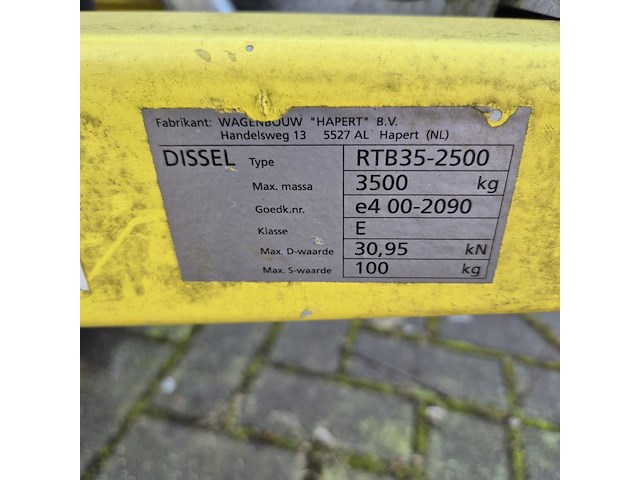 Fabrikant: WAGENBOUW "HAPERT" B.V.
Handelsweg 13 5527 AL Hapert (NL)
DISSEL Type RTB35-2500
Max. massa 3500 kg
Goedk.nr. e4 00-2090
Klasse E
Max. D-waarde 30,95 kN
Max. S-waarde 100 kg